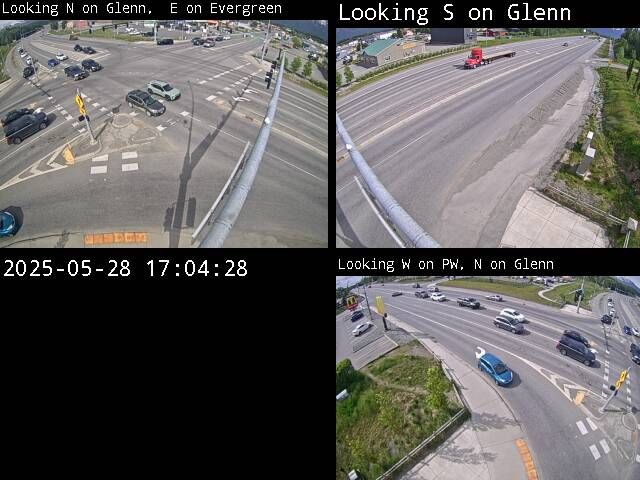 Looking N on Glenn,  E on Evergreen
Looking S on Glenn
2025-05-28 17:04:28
Looking W on PW, N on Glenn